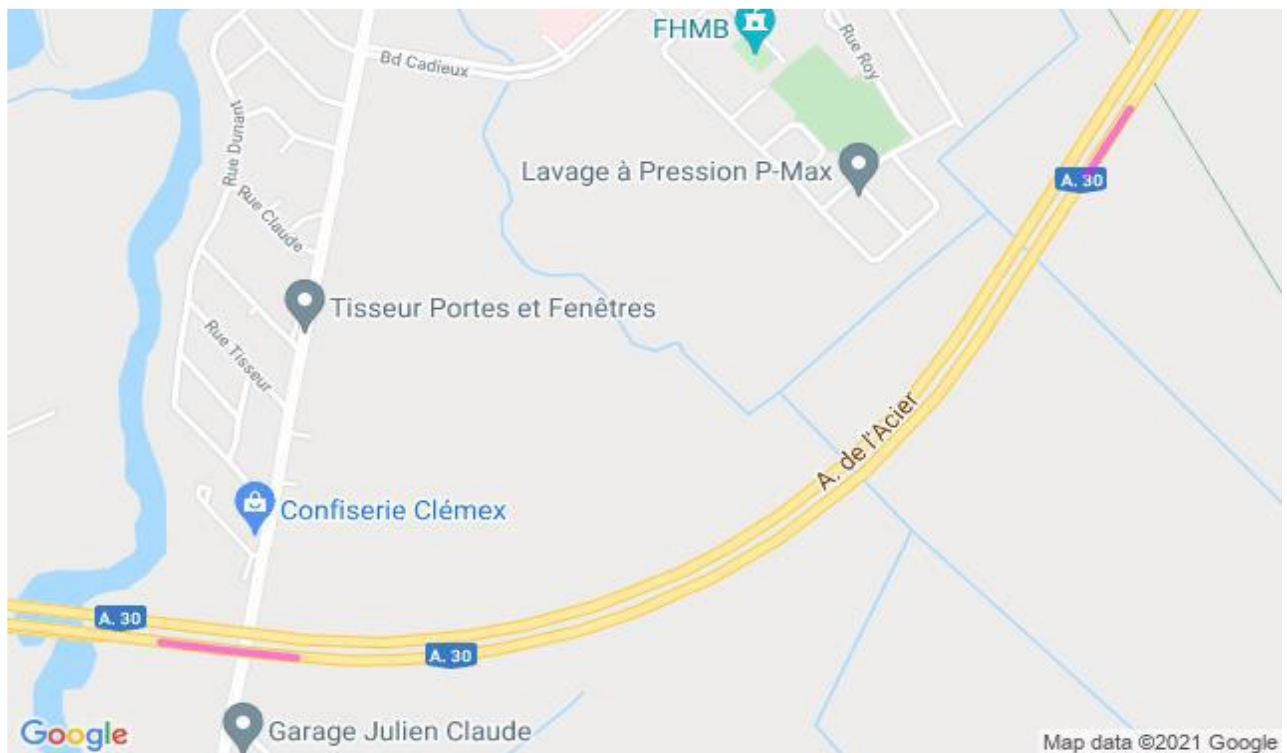 FHMB
Rue Roy
Bd Cadieux
Rue Dunant
Lavage à Pression P-Max
A. 30
Rue Claude
Tisseur Portes et Fenêtres
Rue Tisseur
A. de l'Acier
Confiserie Clémex
A. 30
A. 30
Garage Julien Claude
Google
Map data ©2021 Google